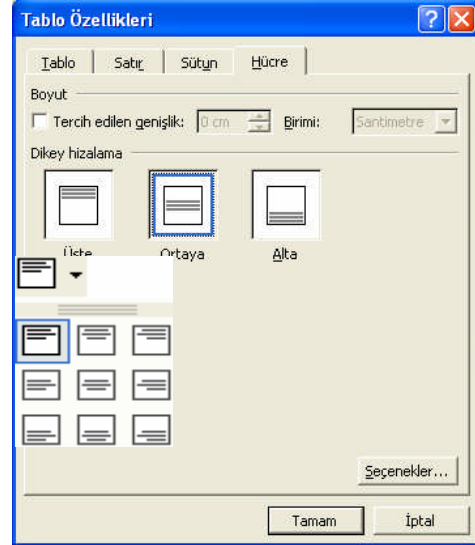 Tablo Özellikleri
Tablo Satır Sütun Hücre
Boyut
Tercih edilen genişlik: 0 cm Birimi: Santimetre
Dikey hizalama
Üste Ortaya Alta
Seçenekler...
Tamam İptal